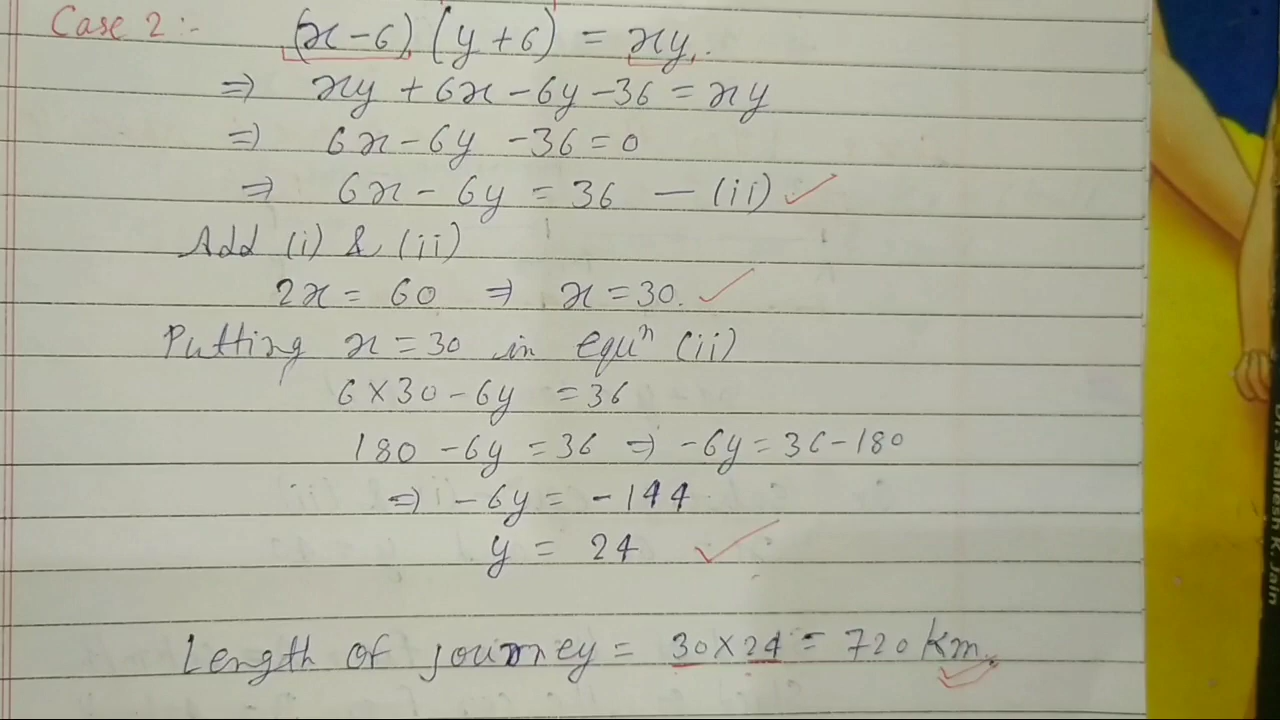 Case 2 :- (x-6) (y+6) = xy.
⇒ xy + 6x - 6y - 36 = xy
⇒ 6x - 6y - 36 = 0
⇒ 6x - 6y = 36 — (ii) ✓
Add (i) & (ii)
2x = 60 ⇒ x = 30. ✓
Putting x = 30 in equⁿ (ii)
6 × 30 - 6y = 36
180 - 6y = 36 ⇒ -6y = 36 - 180
⇒ - 6y = - 144
y = 24 ✓
Length of journey = 30 × 24 = 720 km.
K. Jain